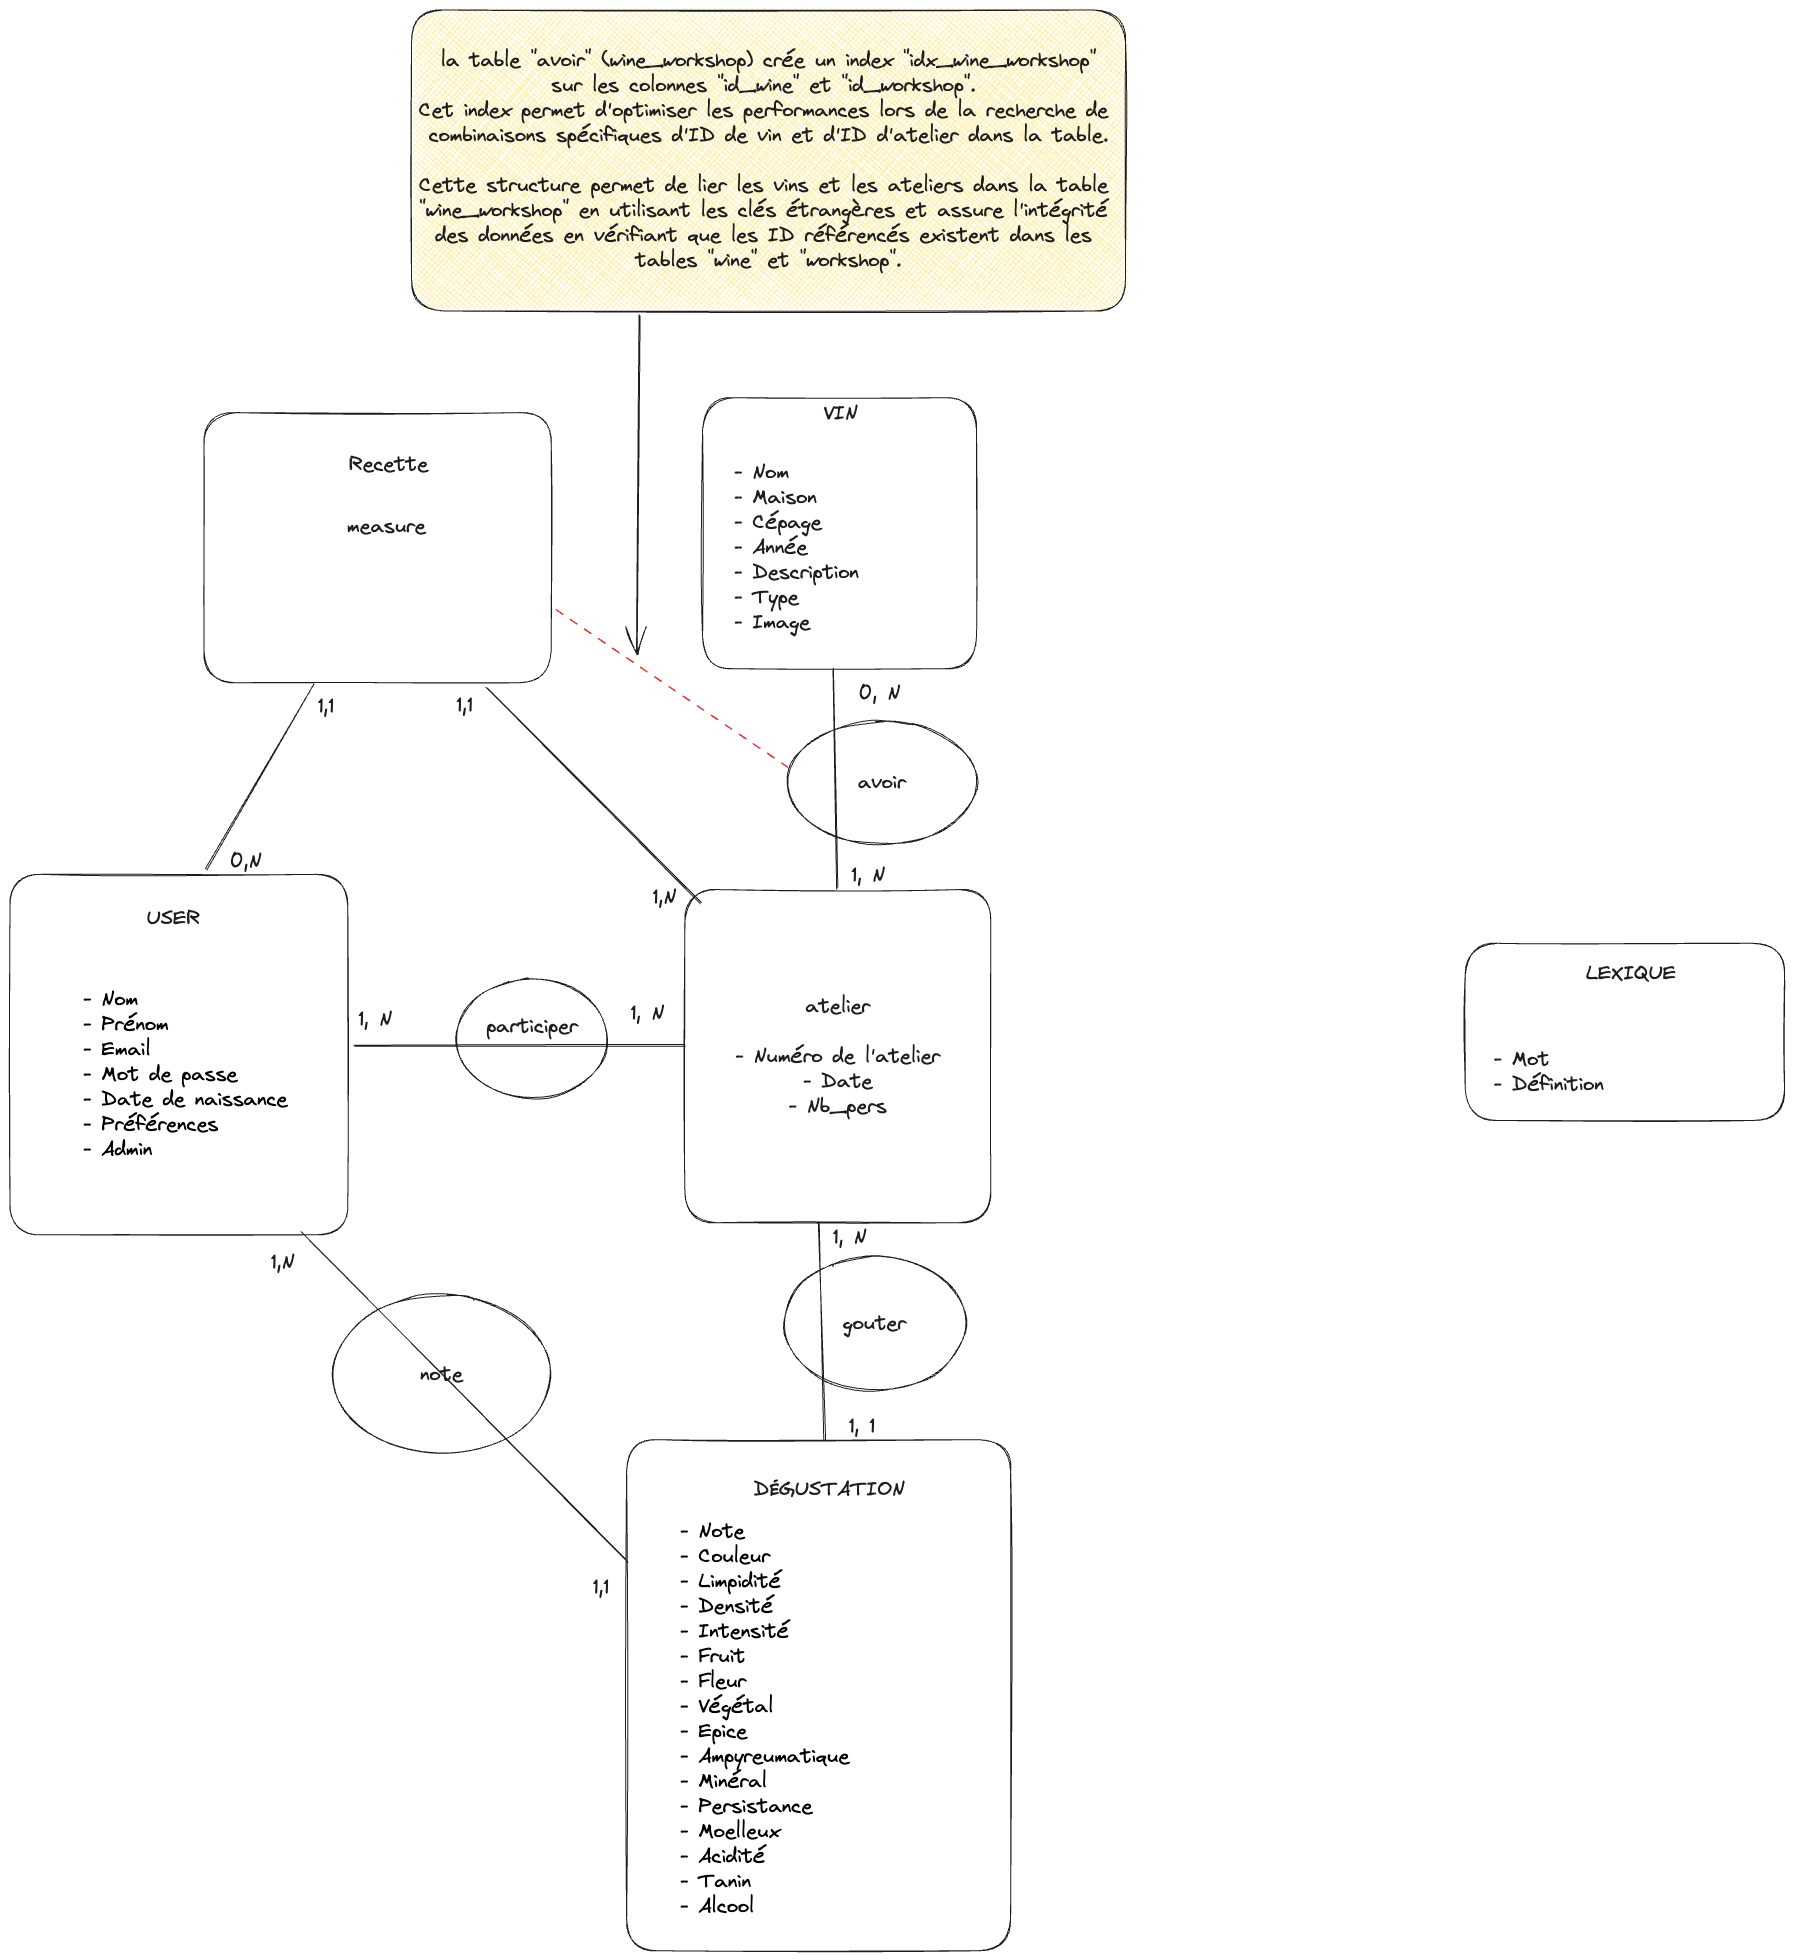 la table "avoir" (wine_workshop) crée un index "idx_wine_workshop"
sur les colonnes "id_wine" et "id_workshop".
Cet index permet d'optimiser les performances lors de la recherche de
combinaisons spécifiques d'ID de vin et d'ID d'atelier dans la table.
Cette structure permet de lier les vins et les ateliers dans la table
"wine_workshop" en utilisant les clés étrangères et assure l'intégrité
des données en vérifiant que les ID référencés existent dans les
tables "wine" et "workshop".
Recette
measure
VIN
- Nom
- Maison
- Cépage
- Année
- Description
- Type
- Image
1,1
1,1
0, N
avoir
0,N
1,N
1, N
USER
- Nom
- Prénom
- Email
- Mot de passe
- Date de naissance
- Préférences
- Admin
1, N
participer
1, N
atelier
- Numéro de l'atelier
- Date
- Nb_pers
LEXIQUE
- Mot
- Définition
1,N
note
1,1
1, N
gouter
1, 1
DÉGUSTATION
- Note
- Couleur
- Limpidité
- Densité
- Intensité
- Fruit
- Fleur
- Végétal
- Epice
- Ampyreumatique
- Minéral
- Persistance
- Moelleux
- Acidité
- Tanin
- Alcool